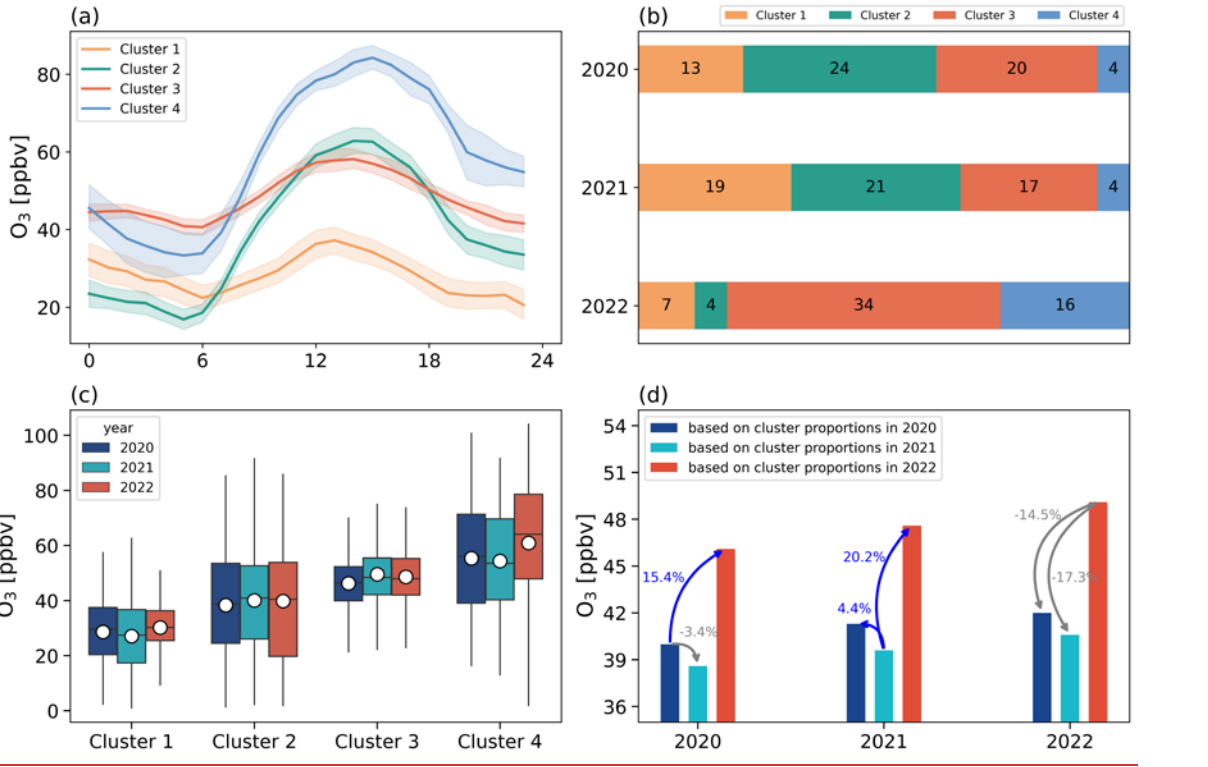 (a)
Cluster 1
Cluster 2
Cluster 3
Cluster 4
O₃ [ppbv]
80
60
40
20
0 6 12 18 24
(b)
Cluster 1 Cluster 2 Cluster 3 Cluster 4
2020 13 24 20 4
2021 19 21 17 4
2022 7 4 34 16
(c)
year
2020
2021
2022
O₃ [ppbv]
100
80
60
40
20
0
Cluster 1 Cluster 2 Cluster 3 Cluster 4
(d)
based on cluster proportions in 2020
based on cluster proportions in 2021
based on cluster proportions in 2022
O₃ [ppbv]
54
51
48
45
42
39
36
15.4%
-3.4%
20.2%
4.4%
-14.5%
-17.3%
2020 2021 2022